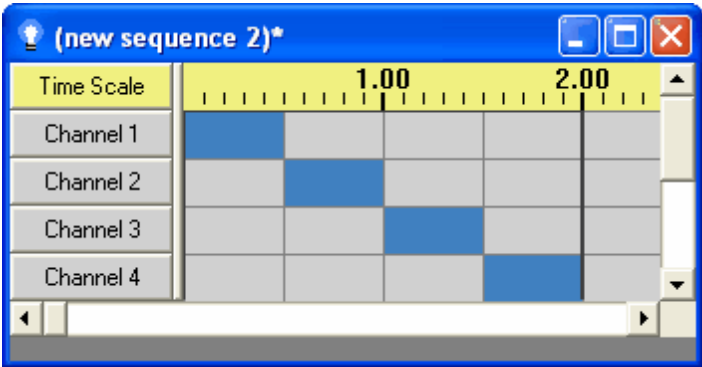 (new sequence 2)*
Time Scale 1.00 2.00
Channel 1
Channel 2
Channel 3
Channel 4